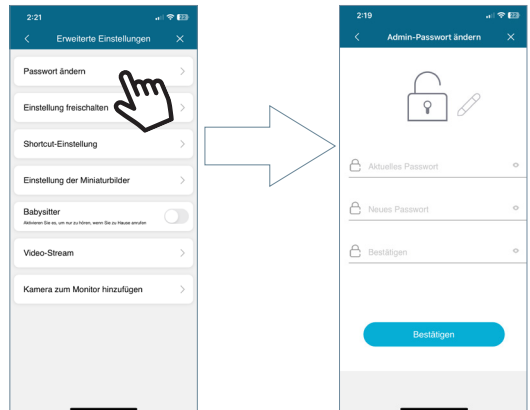 2:21
23
Erweiterte Einstellungen
Passwort ändern
Einstellung freischalten
Shortcut-Einstellung
Einstellung der Miniaturbilder
Babysitter
Aktivieren Sie es, um nur zu hören, wenn Sie zu Hause anrufen
Video-Stream
Kamera zum Monitor hinzufügen
2:19
23
Admin-Passwort ändern
Aktuelles Passwort
Neues Passwort
Bestätigen
Bestätigen